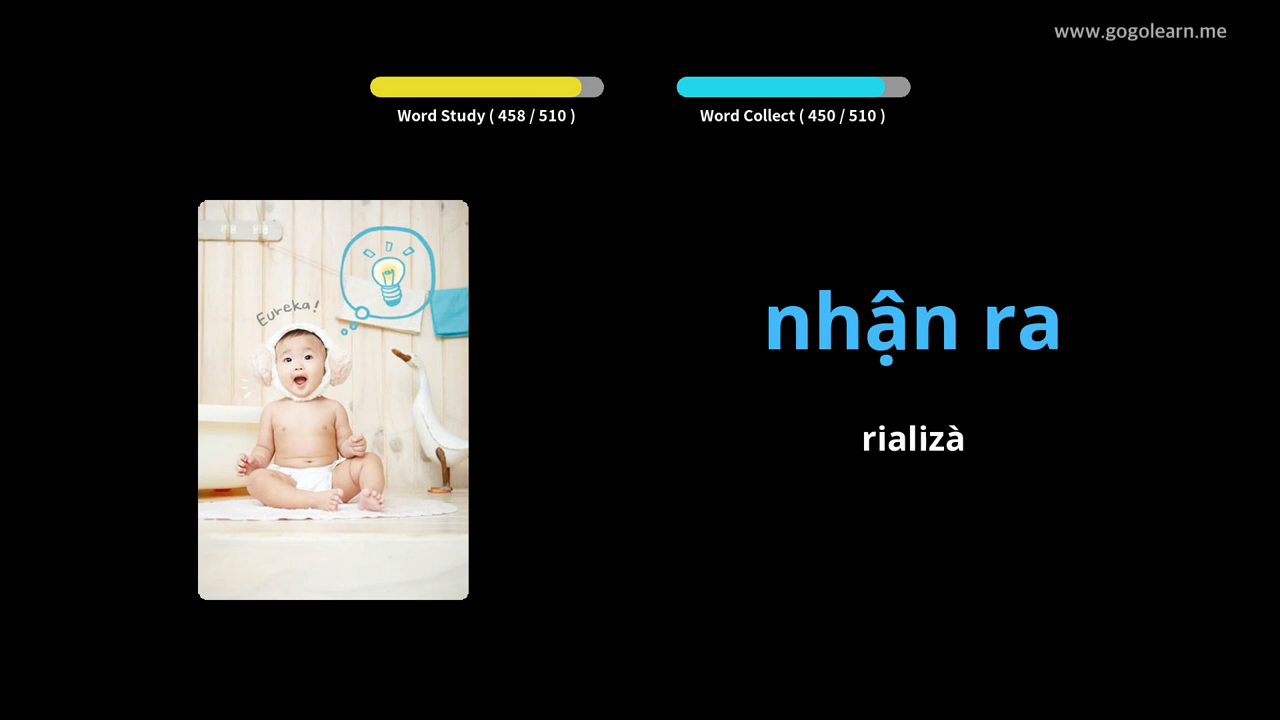 www.gogolearn.me
Word Study ( 458 / 510 )
Word Collect ( 450 / 510 )
Eureka!
nhận ra
rializà